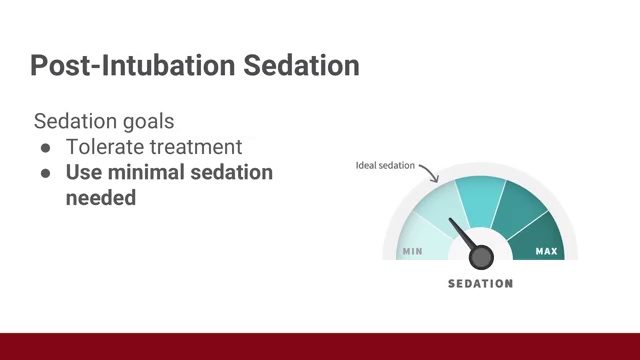 Post-Intubation Sedation
Sedation goals
● Tolerate treatment
● Use minimal sedation
needed
Ideal sedation
MIN
MAX
SEDATION